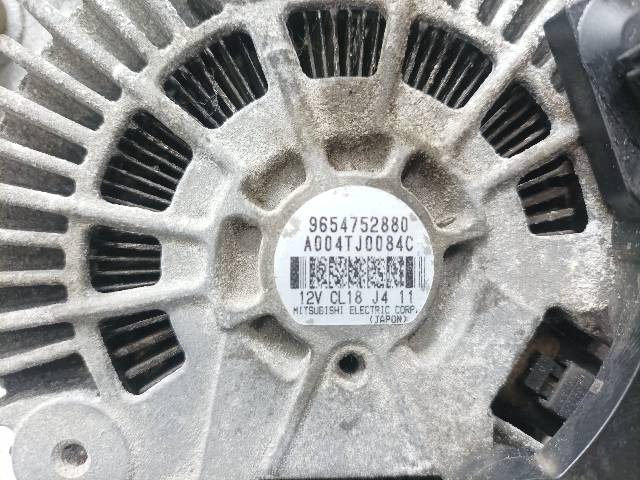 9654752880
A004TJ0084C
12V CL18 J4 11
MITSUBISHI ELECTRIC CORP.
(JAPON)